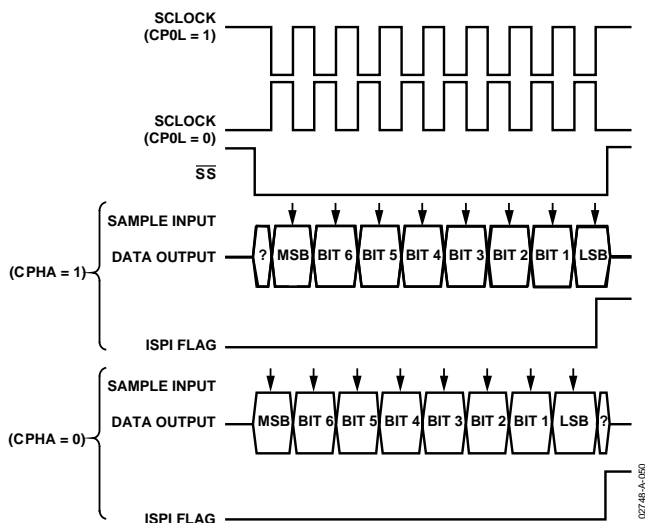 SCLOCK
(CP0L = 1)
SCLOCK
(CP0L = 0)
SS
SAMPLE INPUT
DATA OUTPUT
? MSB BIT 6 BIT 5 BIT 4 BIT 3 BIT 2 BIT 1 LSB
(CPHA = 1)
ISPI FLAG
SAMPLE INPUT
DATA OUTPUT
MSB BIT 6 BIT 5 BIT 4 BIT 3 BIT 2 BIT 1 LSB ?
(CPHA = 0)
ISPI FLAG
02748-A-050